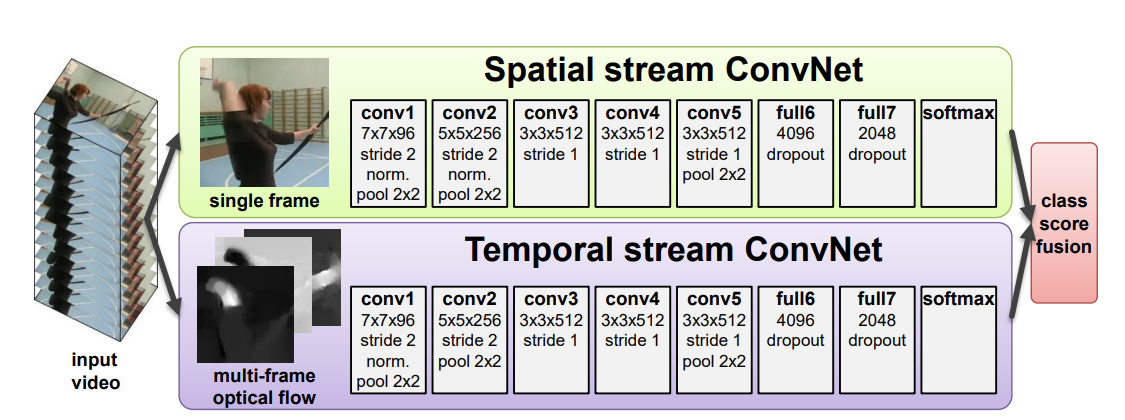 Spatial stream ConvNet
conv1
7x7x96
stride 2
norm.
pool 2x2
conv2
5x5x256
stride 2
norm.
pool 2x2
conv3
3x3x512
stride 1
conv4
3x3x512
stride 1
conv5
3x3x512
stride 1
pool 2x2
full6
4096
dropout
full7
2048
dropout
softmax
single frame
Temporal stream ConvNet
conv1
7x7x96
stride 2
norm.
pool 2x2
conv2
5x5x256
stride 2
pool 2x2
conv3
3x3x512
stride 1
conv4
3x3x512
stride 1
conv5
3x3x512
stride 1
pool 2x2
full6
4096
dropout
full7
2048
dropout
softmax
multi-frame
optical flow
input
video
class
score
fusion